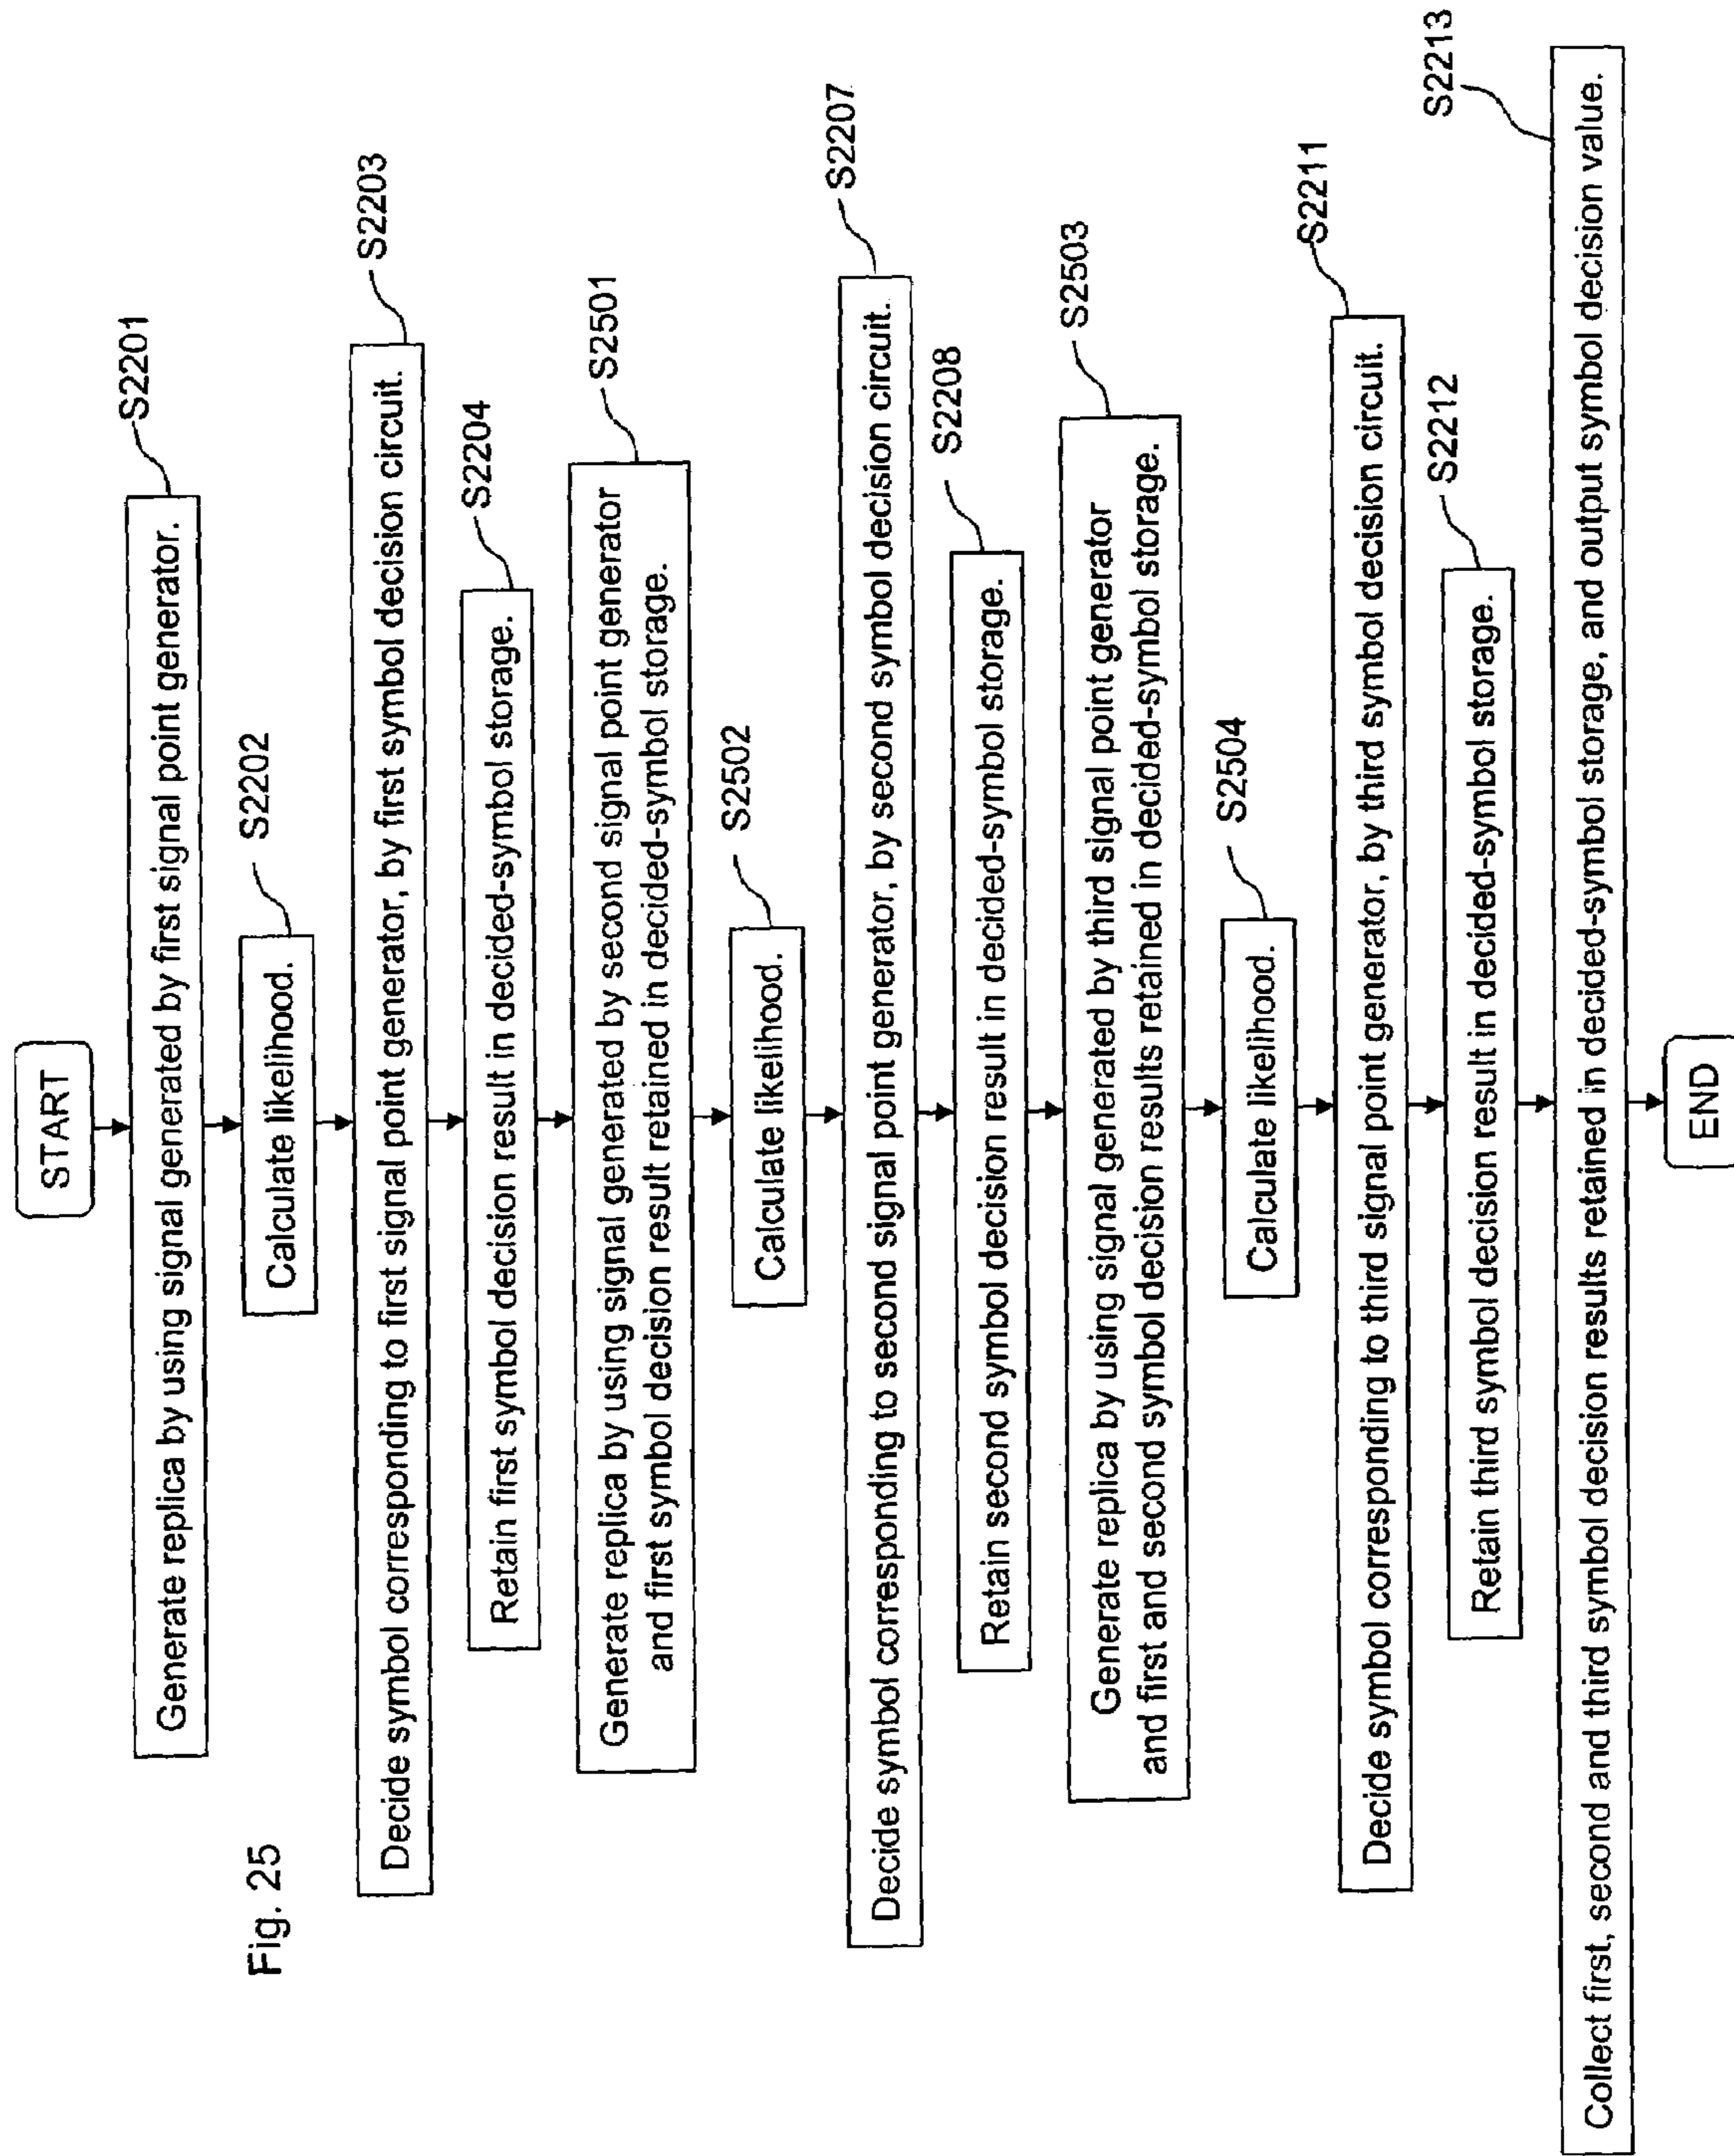 Fig. 25
START
S2201
Generate replica by using signal generated by first signal point generator.
S2202
Calculate likelihood.
S2203
Decide symbol corresponding to first signal point generator, by first symbol decision circuit.
S2204
Retain first symbol decision result in decided-symbol storage.
S2501
Generate replica by using signal generated by second signal point generator
and first symbol decision result retained in decided-symbol storage.
S2502
Calculate likelihood.
S2207
Decide symbol corresponding to second signal point generator, by second symbol decision circuit.
S2208
Retain second symbol decision result in decided-symbol storage.
S2503
Generate replica by using signal generated by third signal point generator
and first and second symbol decision results retained in decided-symbol storage.
S2504
Calculate likelihood.
S2211
Decide symbol corresponding to third signal point generator, by third symbol decision circuit.
S2212
Retain third symbol decision result in decided-symbol storage.
S2213
Collect first, second and third symbol decision results retained in decided-symbol storage, and output symbol decision value.
END